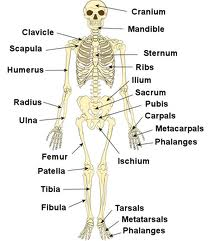 Cranium
Mandible
Clavicle
Scapula
Sternum
Ribs
Humerus
Ilium
Sacrum
Radius
Pubis
Carpals
Ulna
Metacarpals
Phalanges
Femur
Ischium
Patella
Tibia
Fibula
Tarsals
Metatarsals
Phalanges